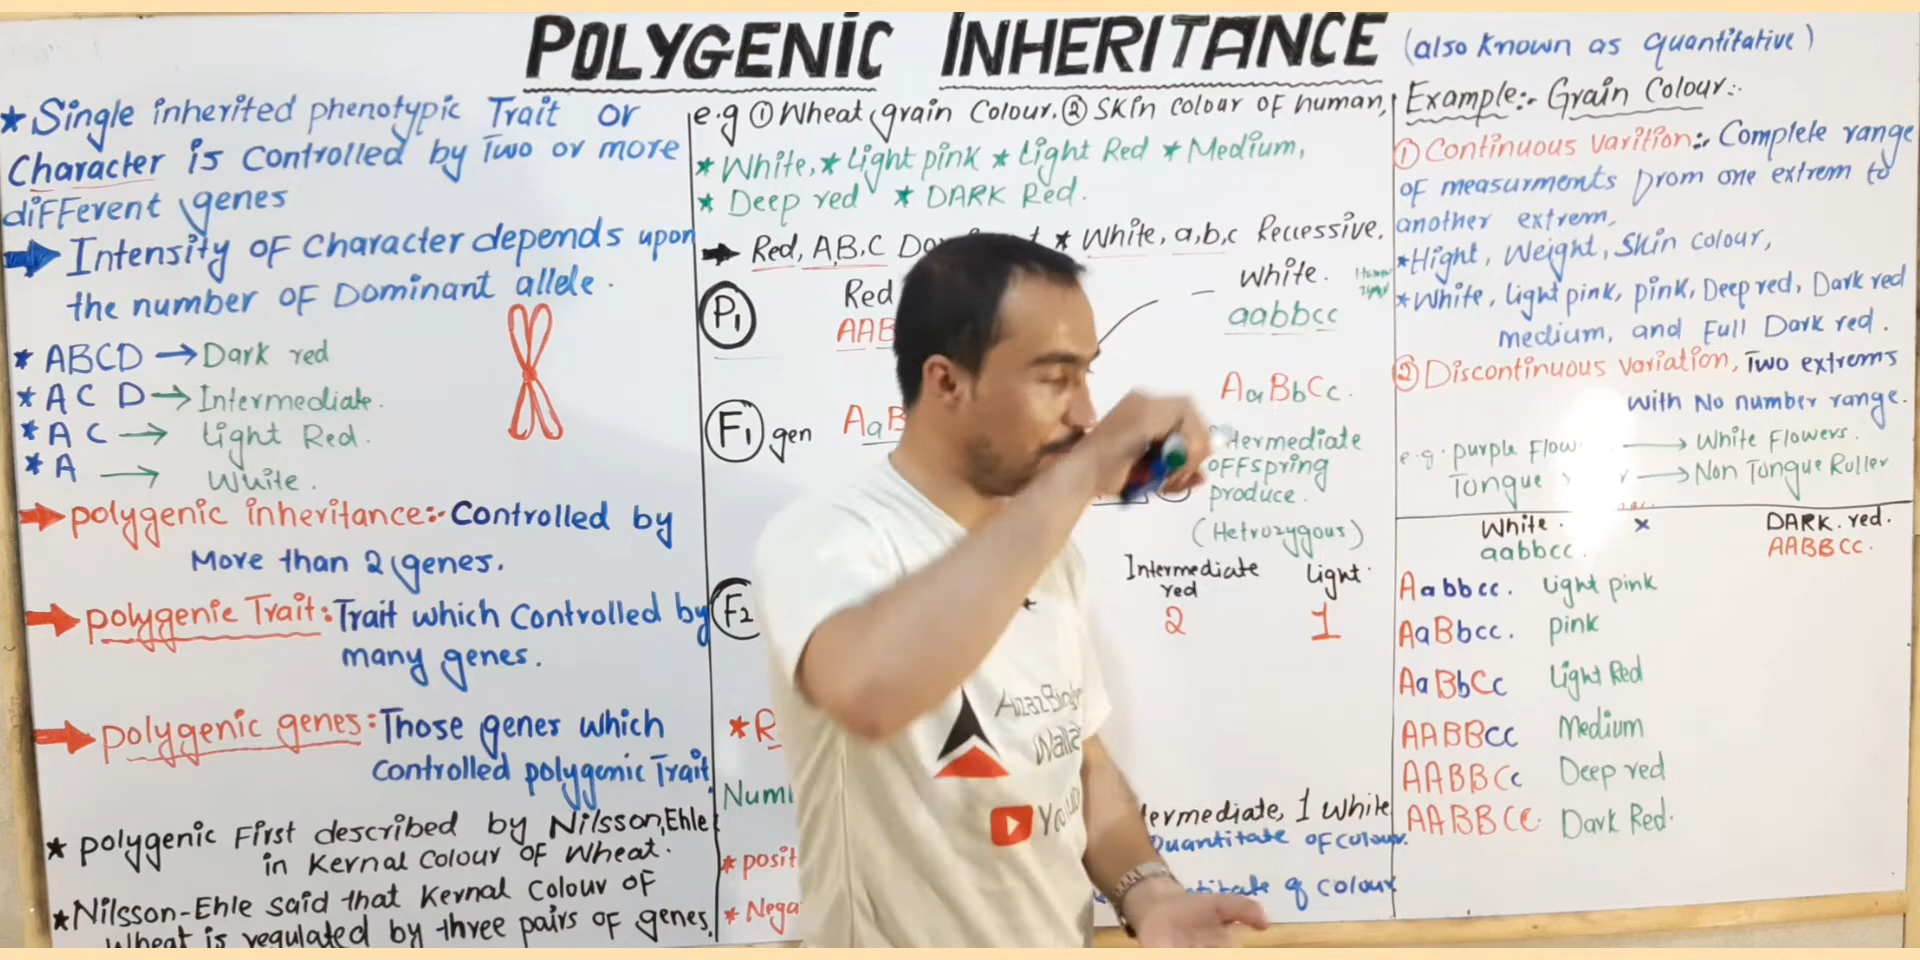 POLYGENIC INHERITANCE (also known as quantitative)
★ Single inherited phenotypic Trait or
Character is Controlled by Two or more
different genes
Intensity of Character depends upon
the number of Dominant allele.
* ABCD → Dark red
* A C D → Intermediate.
* A C → Light Red.
* A → White.
polygenic inheritance:- Controlled by
More than 2 genes.
polygenic Trait: Trait which Controlled by
many genes.
polygenic genes: Those genes which
controlled polygenic Trait
★ polygenic First described by Nilsson, Ehle
in Kernal Colour of Wheat.
★ Nilsson-Ehle said that Kernal Colour of
Wheat is regulated by three pairs of genes.
e.g ① Wheat grain Colour. ② Skin colour of human,
★ White, ★ Light pink ★ Light Red ★ Medium,
★ Deep red ★ DARK Red.
Red, A,B,C ★ White, a,b,c Reccessive.
P1 Red White.
AAB aabbcc
F1 gen AaB AaBbCc.
offspring
produce.
(Hetrozygous)
Intermediate Light.
red
F2 2 1
1 White
Quantitate of colour.
of colour
Example:- Grain Colour:-
① Continuous varition:- Complete range
of measurments from one extrem to
another extrem,
* Hight, Weight, Skin colour,
* White, Light pink, pink, Deep red, Dark red
medium, and Full Dark red.
② Discontinuous variation, Two extrems
with No number range.
e.g. purple → White Flowers.
Tongue → Non Tongue Roller
White. x DARK. red.
aabbcc. AABBCC.
Aabbcc. Light pink
AaBbcc. pink
AaBbCc Light Red
AABBcc Medium
AABBCc Deep red
AABBCC. Dark Red.